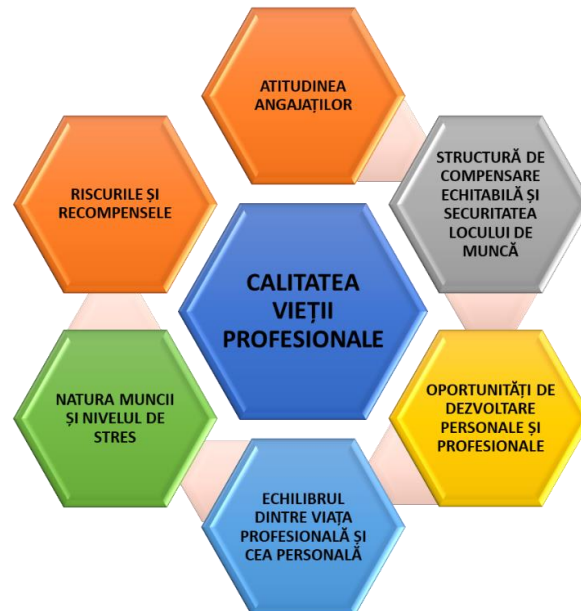 ATITUDINEA
ANGAJAȚILOR
STRUCTURĂ DE
COMPENSARE
ECHITABILĂ ȘI
SECURITATEA
LOCULUI DE
MUNCĂ
OPORTUNITĂȚI DE
DEZVOLTARE
PERSONALE ȘI
PROFESIONALE
ECHILIBRUL
DINTRE VIAȚA
PROFESIONALĂ ȘI
CEA PERSONALĂ
NATURA MUNCII
ȘI NIVELUL DE
STRES
RISCURILE ȘI
RECOMPENSELE
CALITATEA
VIEȚII
PROFESIONALE